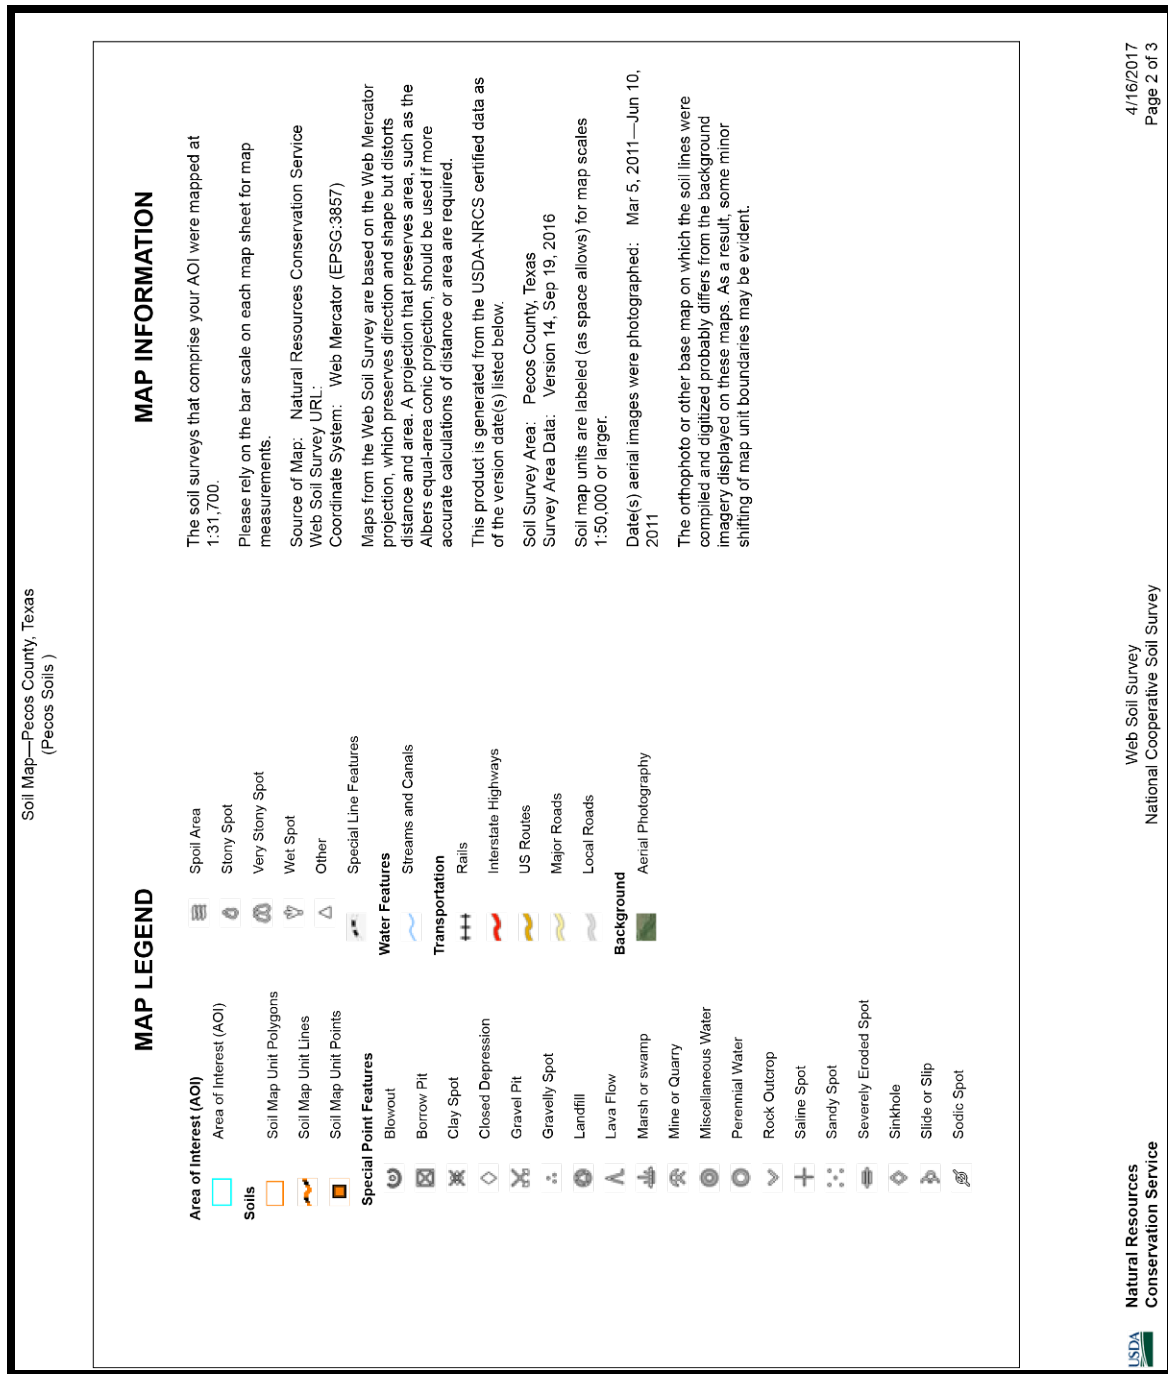 Soil Map—Pecos County, Texas
(Pecos Soils )
MAP LEGEND
Area of Interest (AOI)
Area of Interest (AOI)
Soils
Soil Map Unit Polygons
Soil Map Unit Lines
Soil Map Unit Points
Special Point Features
Blowout
Borrow Pit
Clay Spot
Closed Depression
Gravel Pit
Gravelly Spot
Landfill
Lava Flow
Marsh or swamp
Mine or Quarry
Miscellaneous Water
Perennial Water
Rock Outcrop
Saline Spot
Sandy Spot
Severely Eroded Spot
Sinkhole
Slide or Slip
Sodic Spot
Spoil Area
Stony Spot
Very Stony Spot
Wet Spot
Other
Special Line Features
Water Features
Streams and Canals
Transportation
Rails
Interstate Highways
US Routes
Major Roads
Local Roads
Background
Aerial Photography
MAP INFORMATION
The soil surveys that comprise your AOI were mapped at
1:31,700.
Please rely on the bar scale on each map sheet for map
measurements.
Source of Map: Natural Resources Conservation Service
Web Soil Survey URL:
Coordinate System: Web Mercator (EPSG:3857)
Maps from the Web Soil Survey are based on the Web Mercator
projection, which preserves direction and shape but distorts
distance and area. A projection that preserves area, such as the
Albers equal-area conic projection, should be used if more
accurate calculations of distance or area are required.
This product is generated from the USDA-NRCS certified data as
of the version date(s) listed below.
Soil Survey Area: Pecos County, Texas
Survey Area Data: Version 14, Sep 19, 2016
Soil map units are labeled (as space allows) for map scales
1:50,000 or larger.
Date(s) aerial images were photographed: Mar 5, 2011—Jun 10,
2011
The orthophoto or other base map on which the soil lines were
compiled and digitized probably differs from the background
imagery displayed on these maps. As a result, some minor
shifting of map unit boundaries may be evident.
USDA
Natural Resources
Conservation Service
Web Soil Survey
National Cooperative Soil Survey
4/16/2017
Page 2 of 3